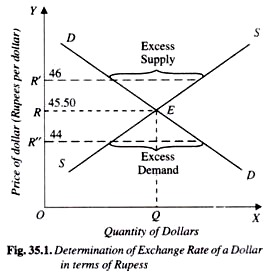 Y
D
S
Excess
Supply
R' 46
45.50
R
E
R'' 44
S
Excess
Demand
D
O
Q
X
Price of dollar (Rupees per dollar)
Quantity of Dollars
Fig. 35.1. Determination of Exchange Rate of a Dollar
in terms of Rupess